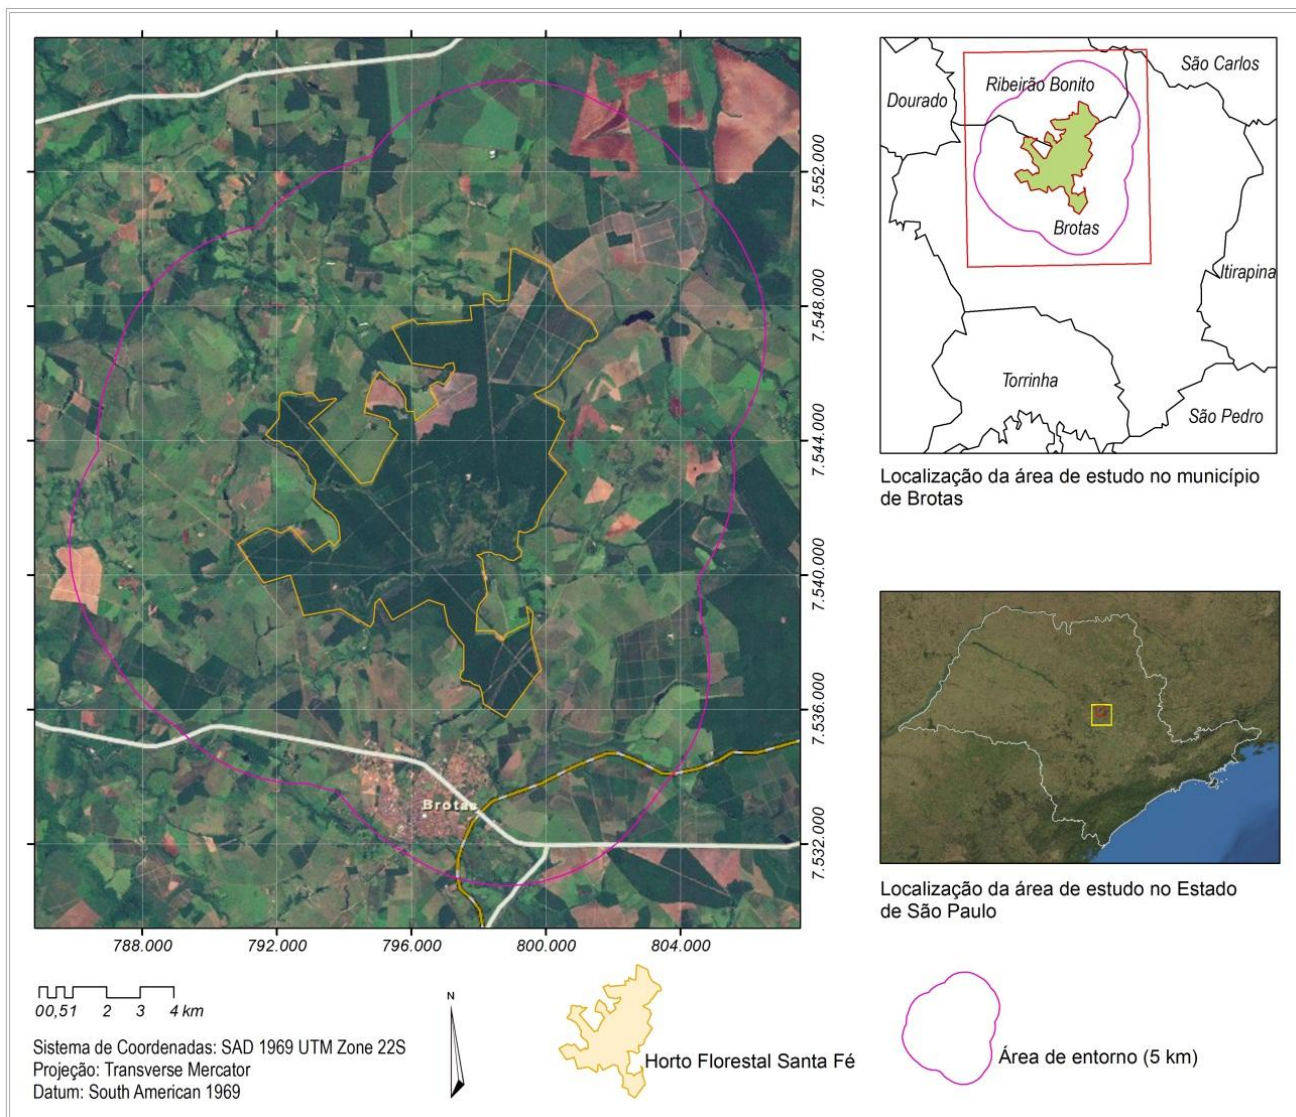 7.552.000
7.548.000
7.544.000
7.540.000
7.536.000
7.532.000
Brotas
788.000
792.000
796.000
800.000
804.000
São Carlos
Ribeirão Bonito
Dourado
Brotas
Itirapina
Torrinha
São Pedro
Localização da área de estudo no município
de Brotas
Localização da área de estudo no Estado
de São Paulo
00,51 2 3 4 km
N
Horto Florestal Santa Fé
Área de entorno (5 km)
Sistema de Coordenadas: SAD 1969 UTM Zone 22S
Projeção: Transverse Mercator
Datum: South American 1969